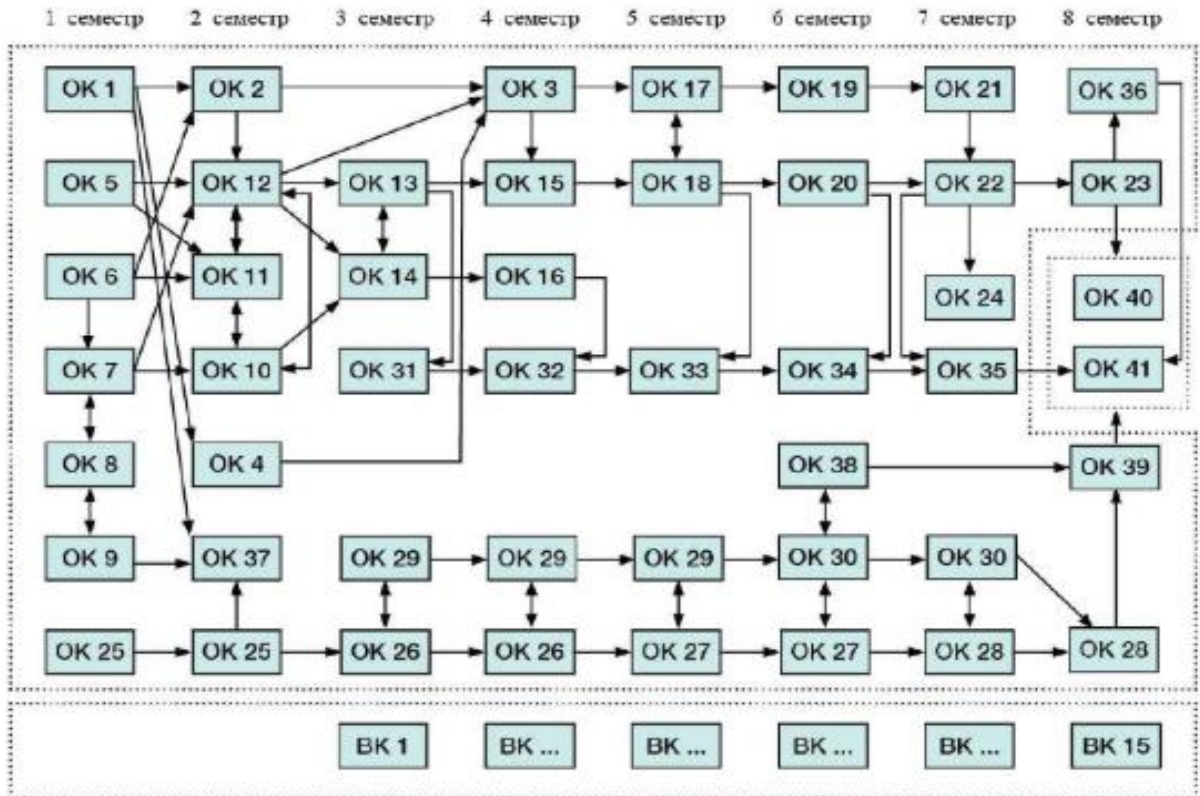 1 семестр 2 семестр 3 семестр 4 семестр 5 семестр 6 семестр 7 семестр 8 семестр
ОК 1 ОК 2 ОК 3 ОК 17 ОК 19 ОК 21 ОК 36
ОК 5 ОК 12 ОК 13 ОК 15 ОК 18 ОК 20 ОК 22 ОК 23
ОК 6 ОК 11 ОК 14 ОК 16 ОК 24 ОК 40
ОК 7 ОК 10 ОК 31 ОК 32 ОК 33 ОК 34 ОК 35 ОК 41
ОК 8 ОК 4 ОК 38 ОК 39
ОК 9 ОК 37 ОК 29 ОК 29 ОК 29 ОК 30 ОК 30
ОК 25 ОК 25 ОК 26 ОК 26 ОК 27 ОК 27 ОК 28 ОК 28
ВК 1 ВК ... ВК ... ВК ... ВК ... ВК 15